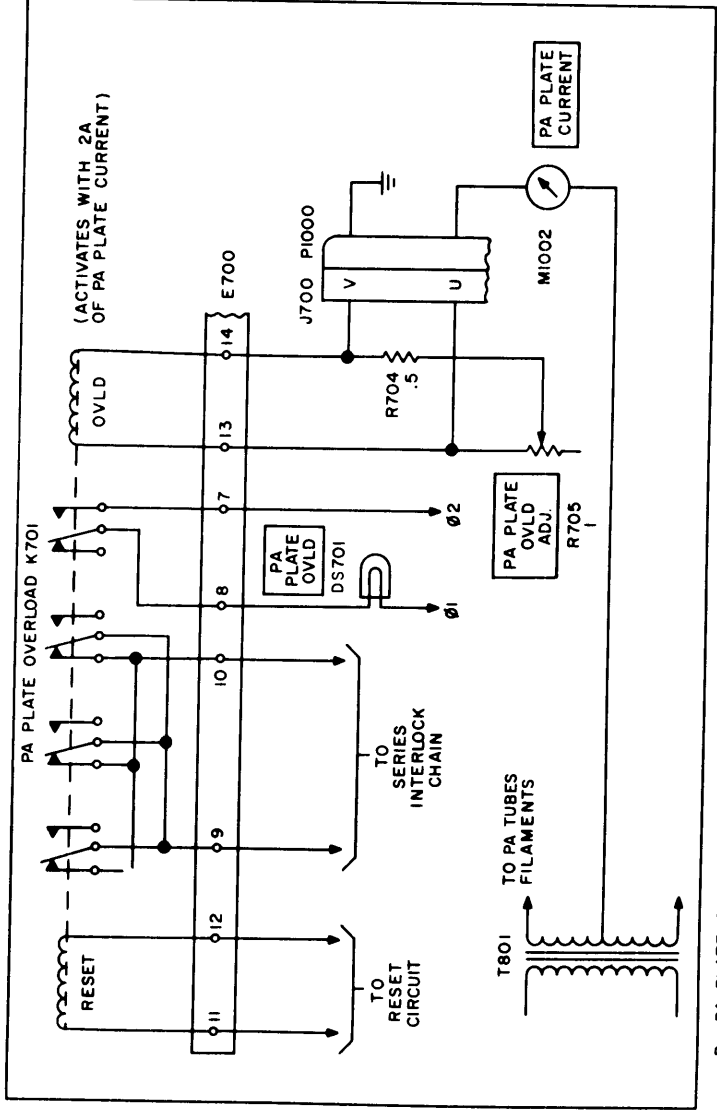 PA PLATE OVERLOAD K701
(ACTIVATES WITH 2A
OF PA PLATE CURRENT)
RESET
OVLD
11
12
9
10
8
7
13
14
E700
TO
RESET
CIRCUIT
TO
SERIES
INTERLOCK
CHAIN
PA
PLATE
OVLD
DS701
Ø1
Ø2
R704
.5
J700
P1000
V
U
PA PLATE
OVLD
ADJ.
R705
1
M1002
PA PLATE
CURRENT
T801
TO PA TUBES
FILAMENTS